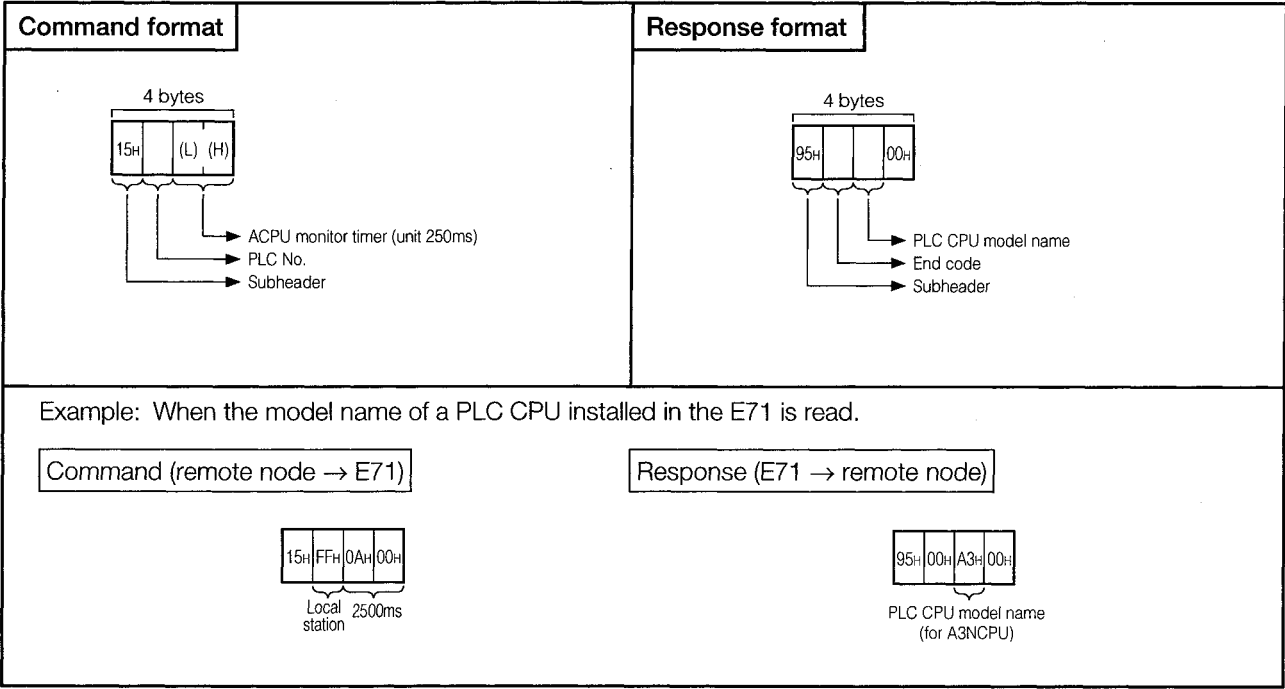 Command format
4 bytes
15H (L) (H)
ACPU monitor timer (unit 250ms)
PLC No.
Subheader
Response format
4 bytes
95H 00H
PLC CPU model name
End code
Subheader
Example: When the model name of a PLC CPU installed in the E71 is read.
Command (remote node → E71)
15H FFH 0AH 00H
Local 2500ms
station
Response (E71 → remote node)
95H 00H A3H 00H
PLC CPU model name
(for A3NCPU)